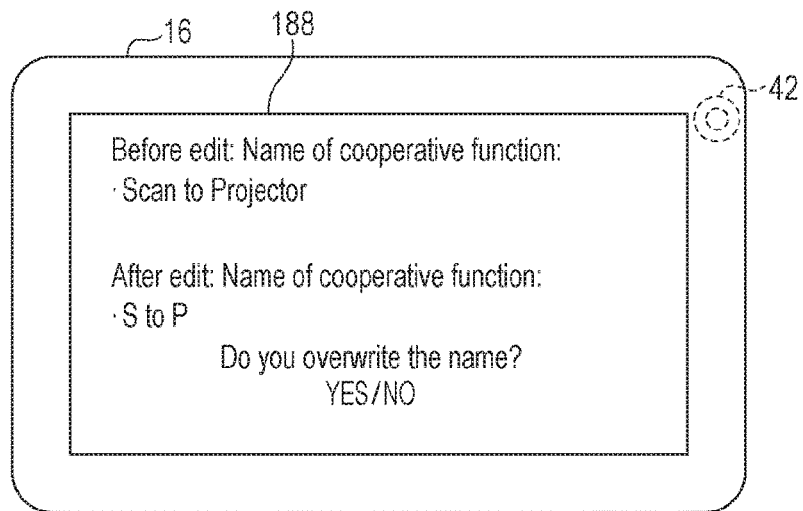 16
188
42
Before edit: Name of cooperative function:
·Scan to Projector
After edit: Name of cooperative function:
·S to P
Do you overwrite the name?
YES/NO